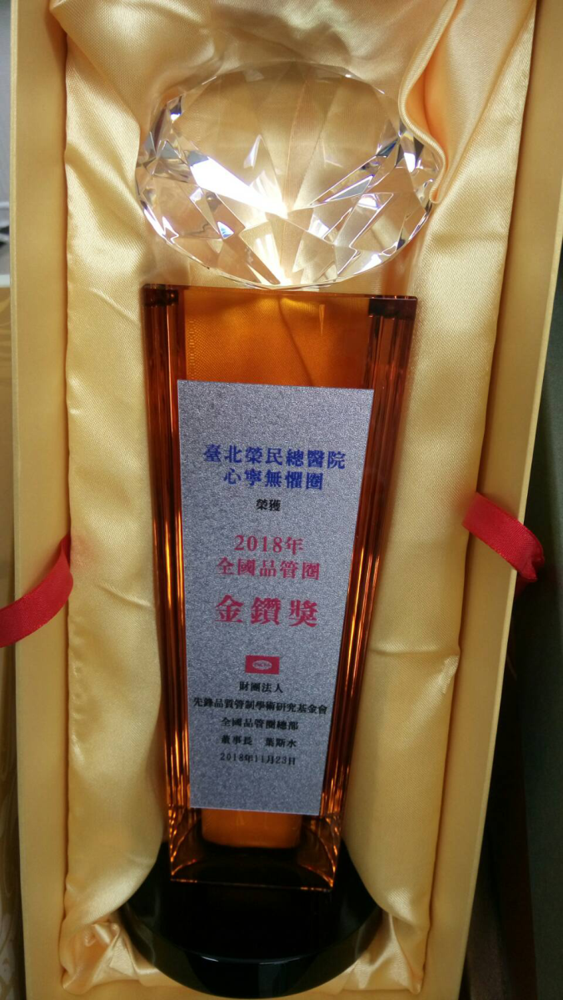 臺北榮民總醫院
心寧無懼圈
榮獲
2018年
全國品管圈
金鑽獎
財團法人
先鋒品質管制學術研究基金會
全國品管圈總部
董事長 葉斯水
2018年11月23日